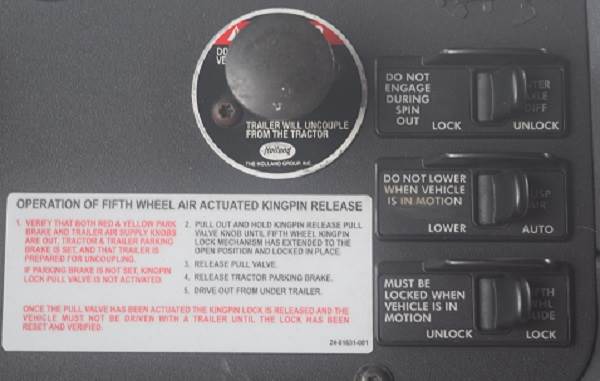 DO
VE
TRAILER WILL UNCOUPLE
FROM THE TRACTOR
Holland
THE HOLLAND GROUP, INC.
DO NOT
ENGAGE
DURING
SPIN
OUT
LOCK
UNLOCK
DIFF
DO NOT LOWER
WHEN VEHICLE
IS IN MOTION
LOWER
AUTO
MUST BE
LOCKED WHEN
VEHICLE IS IN
MOTION
UNLOCK
LOCK
OPERATION OF FIFTH WHEEL AIR ACTUATED KINGPIN RELEASE
1. VERIFY THAT BOTH RED & YELLOW PARK
BRAKE AND TRAILER AIR SUPPLY KNOBS
ARE OUT, TRACTOR & TRAILER PARKING
BRAKE IS SET, AND THAT TRAILER IS
PREPARED FOR UNCOUPLING.
IF PARKING BRAKE IS NOT SET, KINGPIN
LOCK PULL VALVE IS NOT ACTIVATED.
2. PULL OUT AND HOLD KINGPIN RELEASE PULL
VALVE KNOB UNTIL FIFTH WHEEL KINGPIN
LOCK MECHANISM HAS EXTENDED TO THE
OPEN POSITION AND LOCKED IN PLACE.
3. RELEASE PULL VALVE.
4. RELEASE TRACTOR PARKING BRAKE.
5. DRIVE OUT FROM UNDER TRAILER.
ONCE THE PULL VALVE HAS BEEN ACTUATED THE KINGPIN LOCK IS RELEASED AND THE
VEHICLE MUST NOT BE DRIVEN WITH A TRAILER UNTIL THE LOCK HAS BEEN
RESET AND VERIFIED.